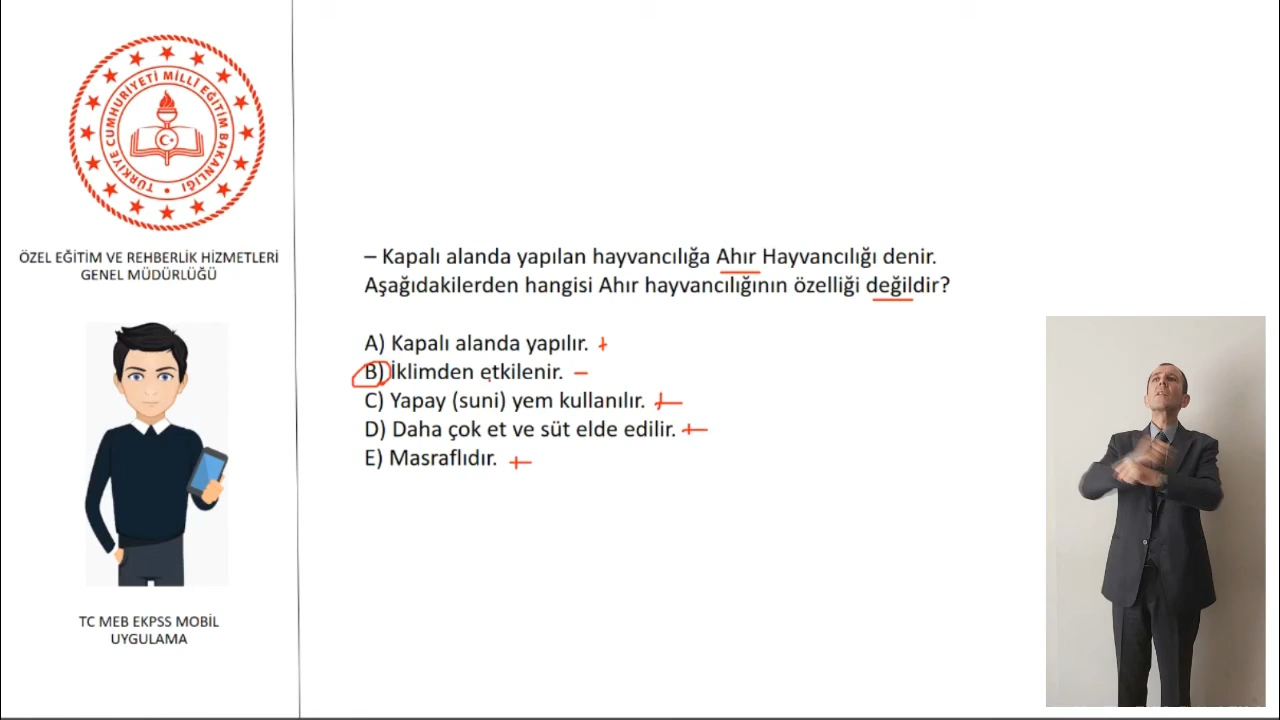 TÜRKİYE CUMHURİYETİ MİLLÎ EĞİTİM BAKANLIĞI
ÖZEL EĞİTİM VE REHBERLİK HİZMETLERİ
GENEL MÜDÜRLÜĞÜ
TC MEB EKPSS MOBİL
UYGULAMA
– Kapalı alanda yapılan hayvancılığa Ahır Hayvancılığı denir.
Aşağıdakilerden hangisi Ahır hayvancılığının özelliği değildir?
A) Kapalı alanda yapılır. +
B) İklimden etkilenir. –
C) Yapay (suni) yem kullanılır. +
D) Daha çok et ve süt elde edilir. +
E) Masraflıdır. +